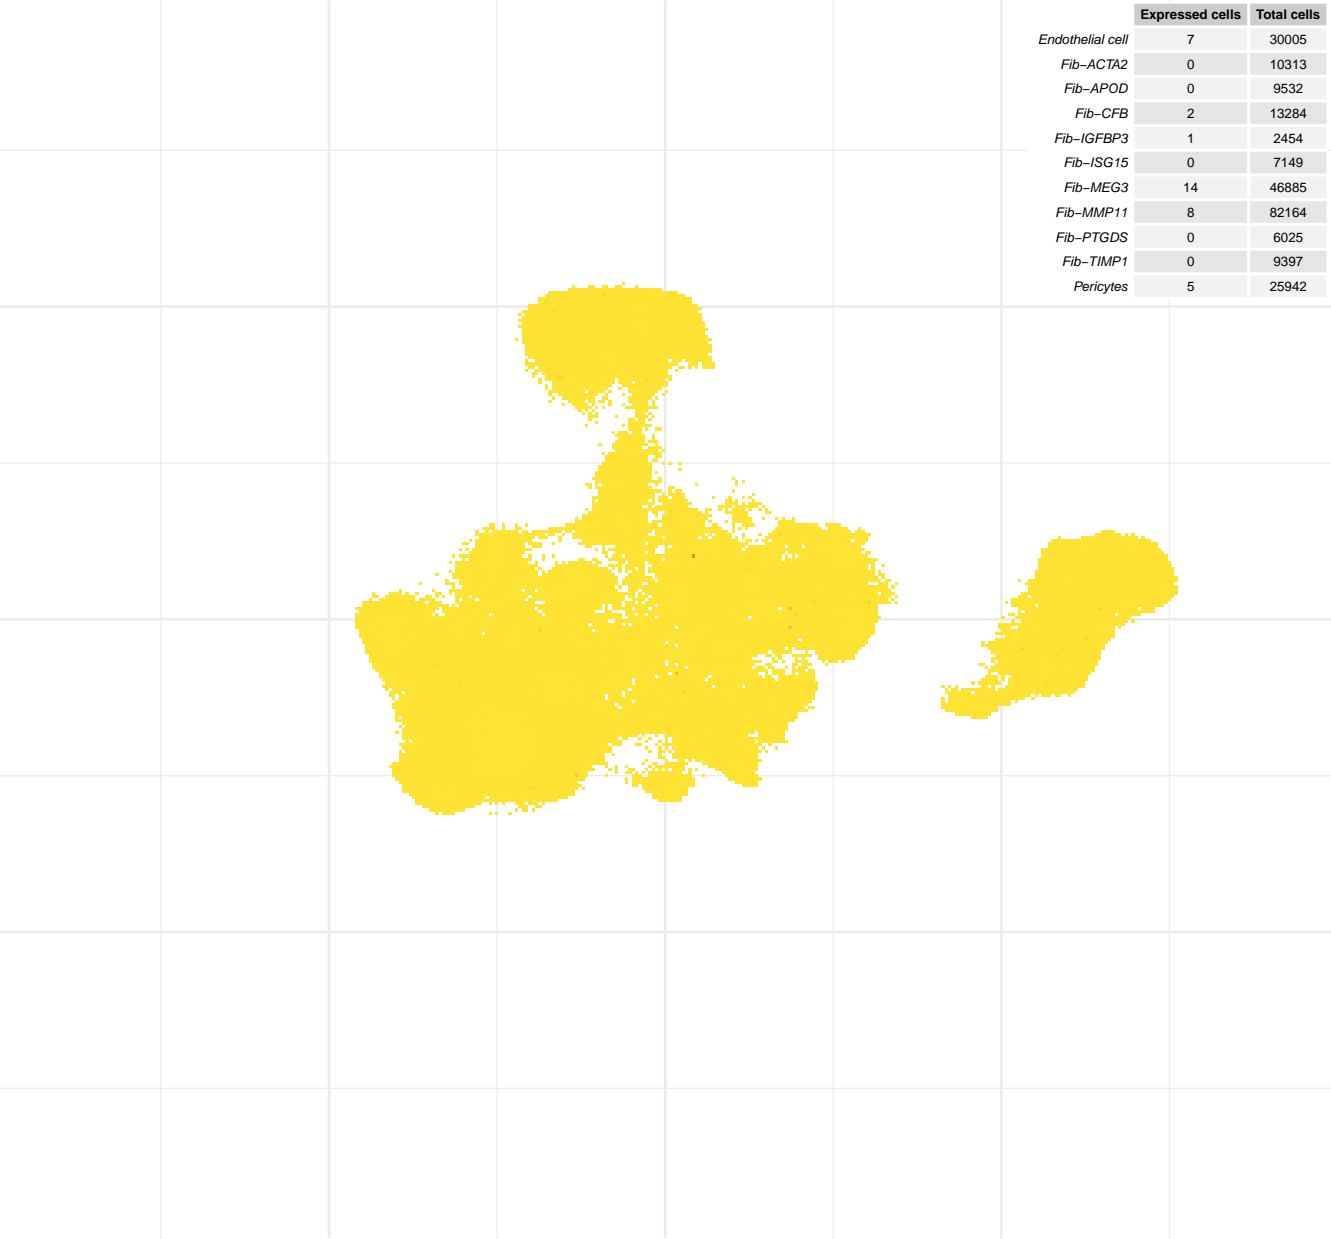 Expressed cells Total cells
Endothelial cell 7 30005
Fib−ACTA2 0 10313
Fib−APOD 0 9532
Fib−CFB 2 13284
Fib−IGFBP3 1 2454
Fib−ISG15 0 7149
Fib−MEG3 14 46885
Fib−MMP11 8 82164
Fib−PTGDS 0 6025
Fib−TIMP1 0 9397
Pericytes 5 25942